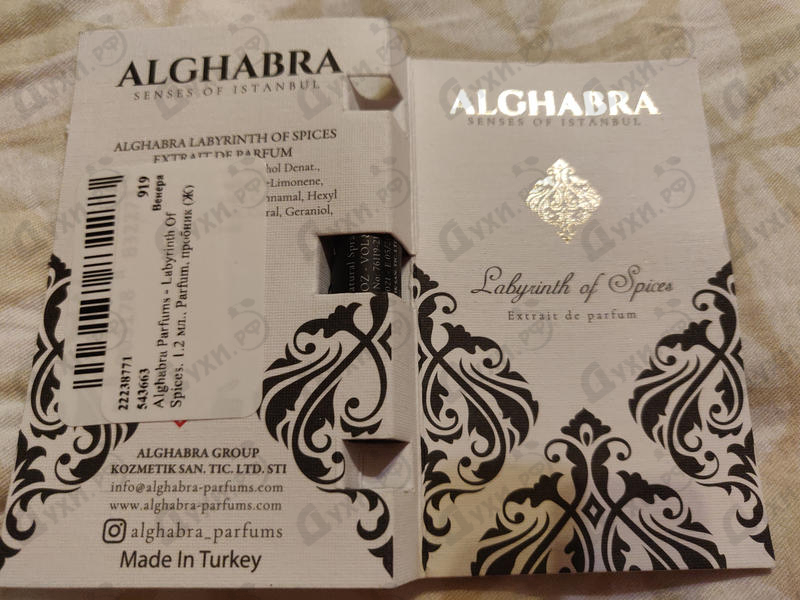 ALGHABRA
SENSES OF ISTANBUL
ALGHABRA LABYRINTH OF SPICES
EXTRAIT DE PARFUM
hol Denat.,
-Limonene,
nnamal, Hexyl
ral, Geraniol,
919
Венера
22238771
543663
Alghabra Parfums - Labyrinth Of
Spices. 1.2 мл.. Parfum. пробник (Ж)
ALGHABRA GROUP
KOZMETIK SAN. TIC. LTD. STI
info@alghabra-parfums.com
www.alghabra-parfums.com
alghabra_parfums
Made In Turkey
ALGHABRA
SENSES OF ISTANBUL
Labyrinth of Spices
Extrait de parfum
Духи.рф